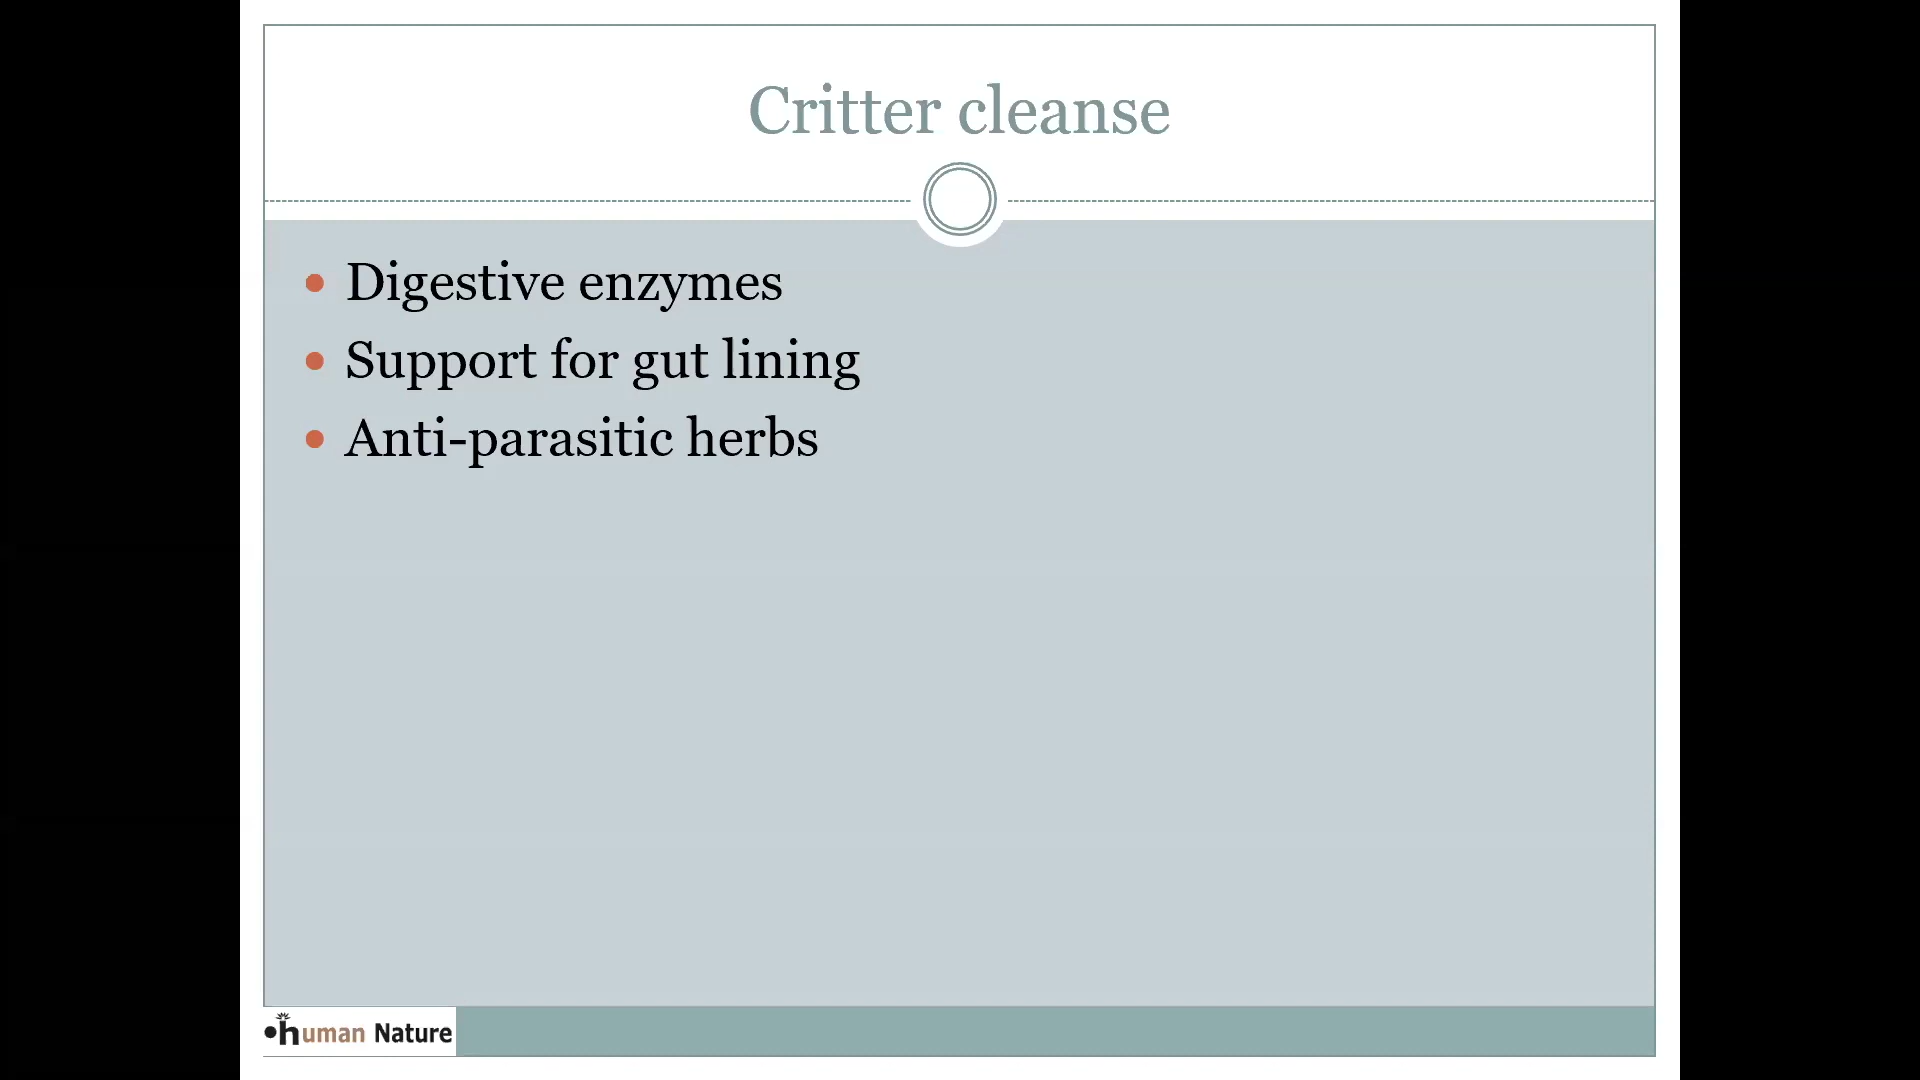 Critter cleanse
Digestive enzymes
Support for gut lining
Anti-parasitic herbs
human Nature